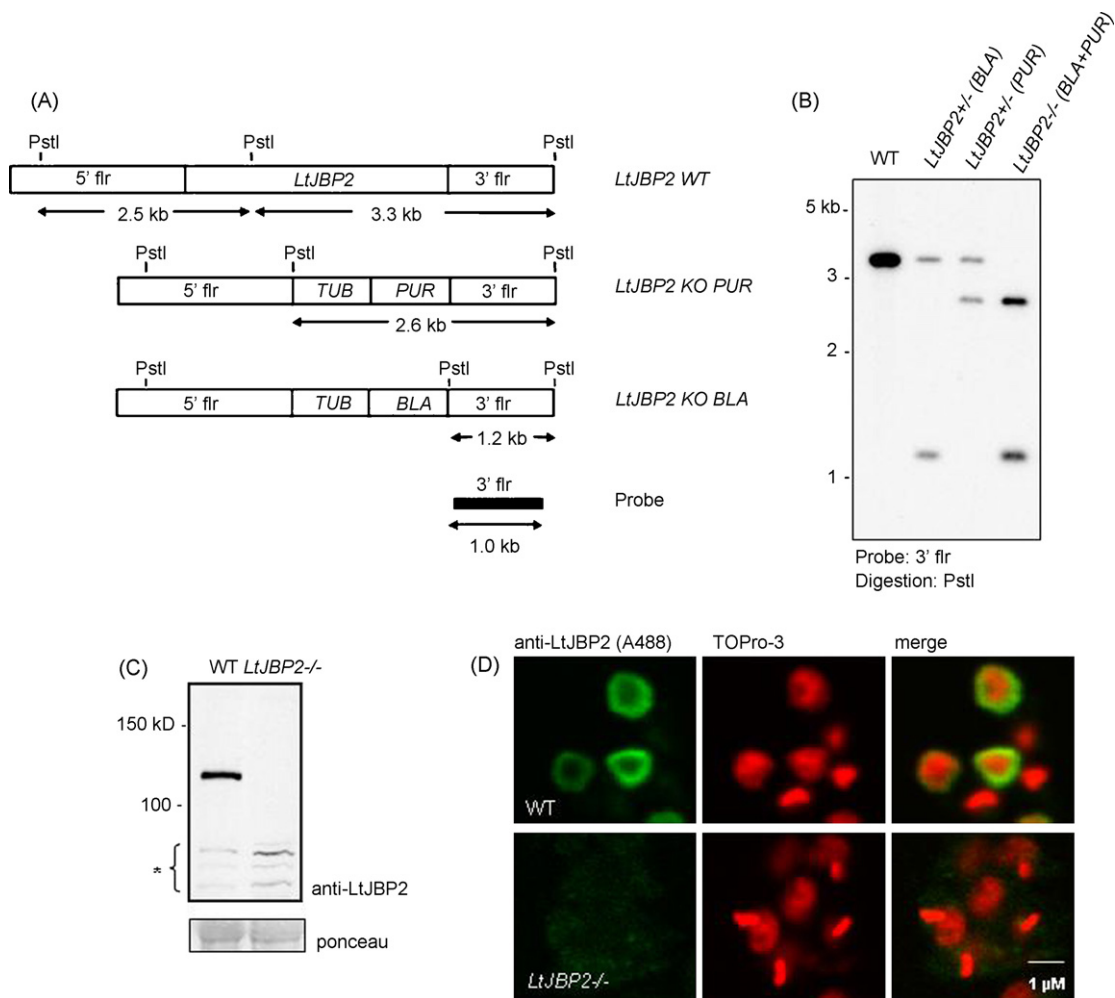 (A)
PstI PstI PstI
5' flr LtJBP2 3' flr LtJBP2 WT
2.5 kb 3.3 kb
PstI PstI PstI
5' flr TUB PUR 3' flr LtJBP2 KO PUR
2.6 kb
PstI PstI PstI
5' flr TUB BLA 3' flr LtJBP2 KO BLA
1.2 kb
3' flr Probe
1.0 kb
(B)
WT LtJBP2+/- (BLA) LtJBP2+/- (PUR) LtJBP2-/- (BLA+PUR)
5 kb -
3 -
2 -
1 -
Probe: 3' flr
Digestion: PstI
(C)
WT LtJBP2-/-
150 kD -
100 -
*
anti-LtJBP2
ponceau
(D)
anti-LtJBP2 (A488) TOPro-3 merge
WT
LtJBP2-/-
1 µM